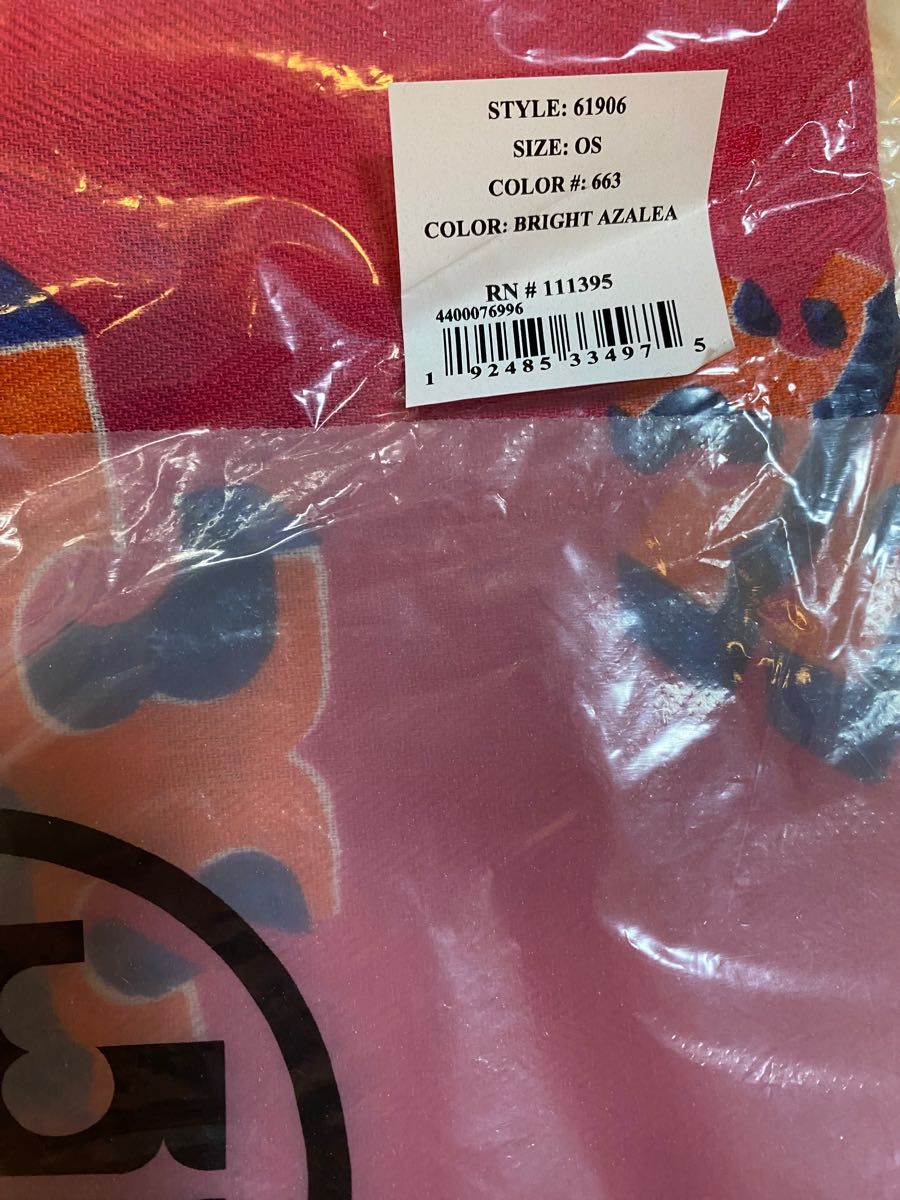 STYLE: 61906
SIZE: OS
COLOR #: 663
COLOR: BRIGHT AZALEA
RN # 111395
4400076996
1 92485 33497 5